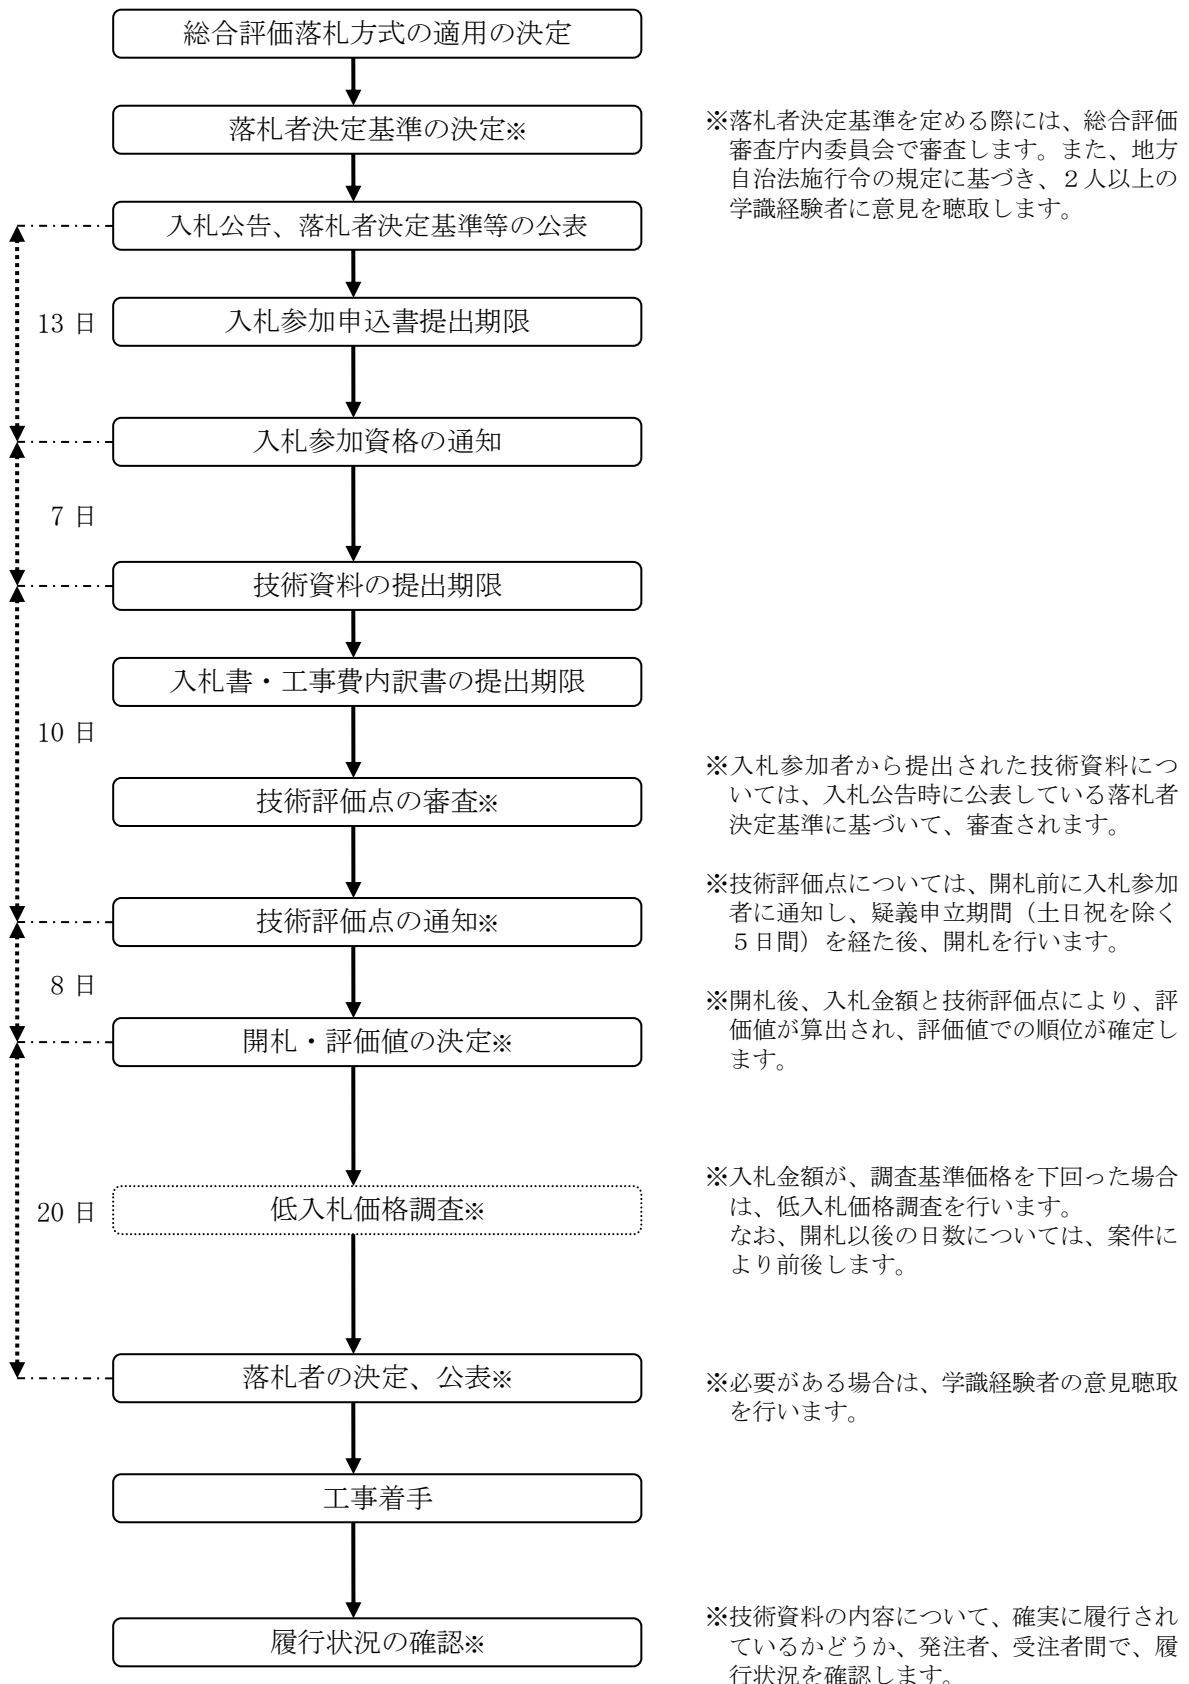 総合評価落札方式の適用の決定
落札者決定基準の決定※
※落札者決定基準を定める際には、総合評価
審査庁内委員会で審査します。また、地方
自治法施行令の規定に基づき、２人以上の
学識経験者に意見を聴取します。
入札公告、落札者決定基準等の公表
13 日
入札参加申込書提出期限
入札参加資格の通知
7 日
技術資料の提出期限
入札書・工事費内訳書の提出期限
10 日
技術評価点の審査※
※入札参加者から提出された技術資料につ
いては、入札公告時に公表している落札者
決定基準に基づいて、審査されます。
技術評価点の通知※
※技術評価点については、開札前に入札参加
者に通知し、疑義申立期間（土日祝を除く
５日間）を経た後、開札を行います。
8 日
開札・評価値の決定※
※開札後、入札金額と技術評価点により、評
価値が算出され、評価値での順位が確定し
ます。
20 日
低入札価格調査※
※入札金額が、調査基準価格を下回った場合
は、低入札価格調査を行います。
なお、開札以後の日数については、案件に
より前後します。
落札者の決定、公表※
※必要がある場合は、学識経験者の意見聴取
を行います。
工事着手
履行状況の確認※
※技術資料の内容について、確実に履行され
ているかどうか、発注者、受注者間で、履
行状況を確認します。